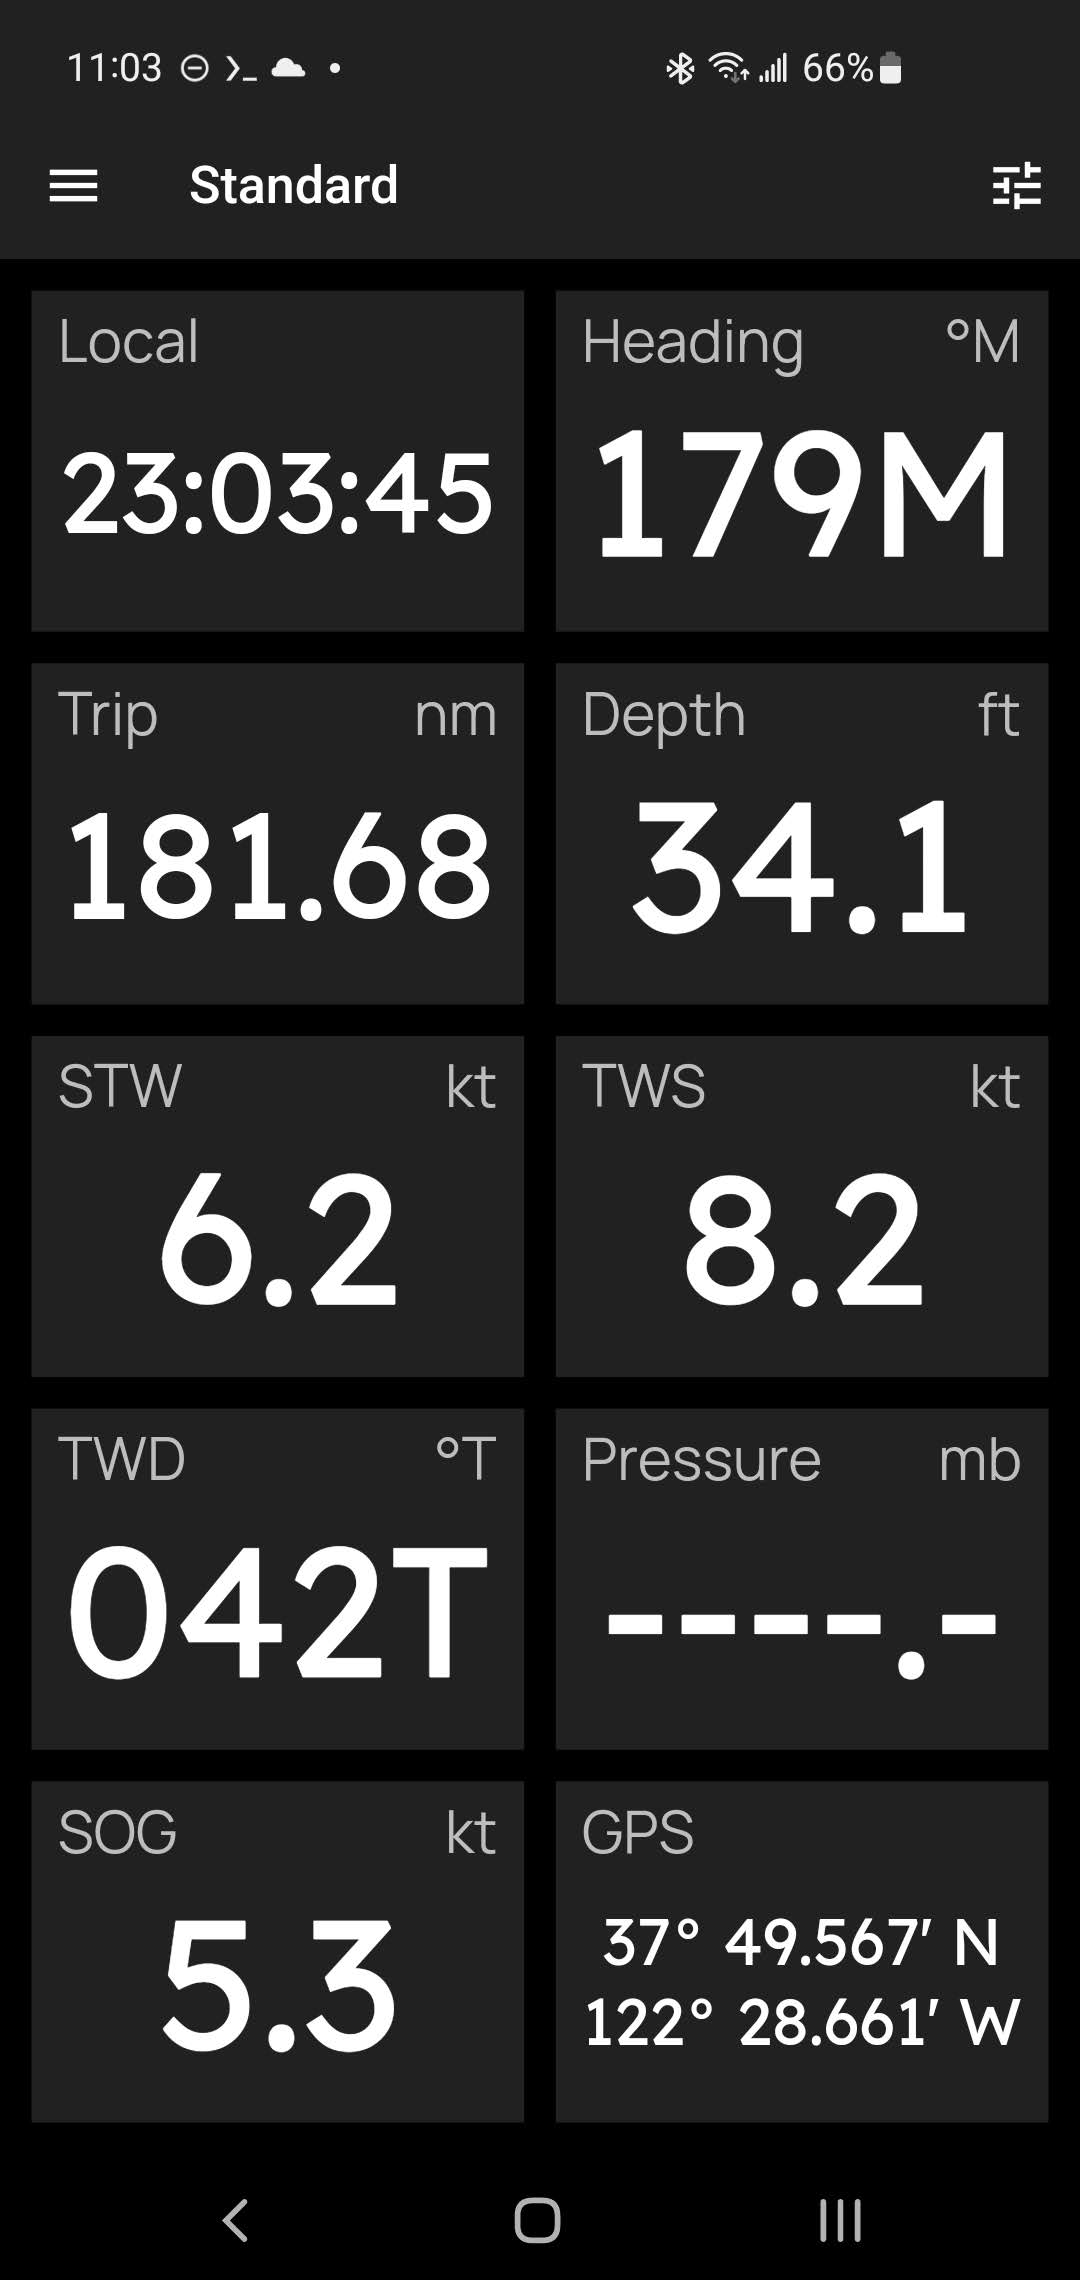 11:03 66%
Standard
Local
23:03:45
Heading °M
179M
Trip nm
181.68
Depth ft
34.1
STW kt
6.2
TWS kt
8.2
TWD °T
042T
Pressure mb
----.-
SOG kt
5.3
GPS
37° 49.567' N
122° 28.661' W